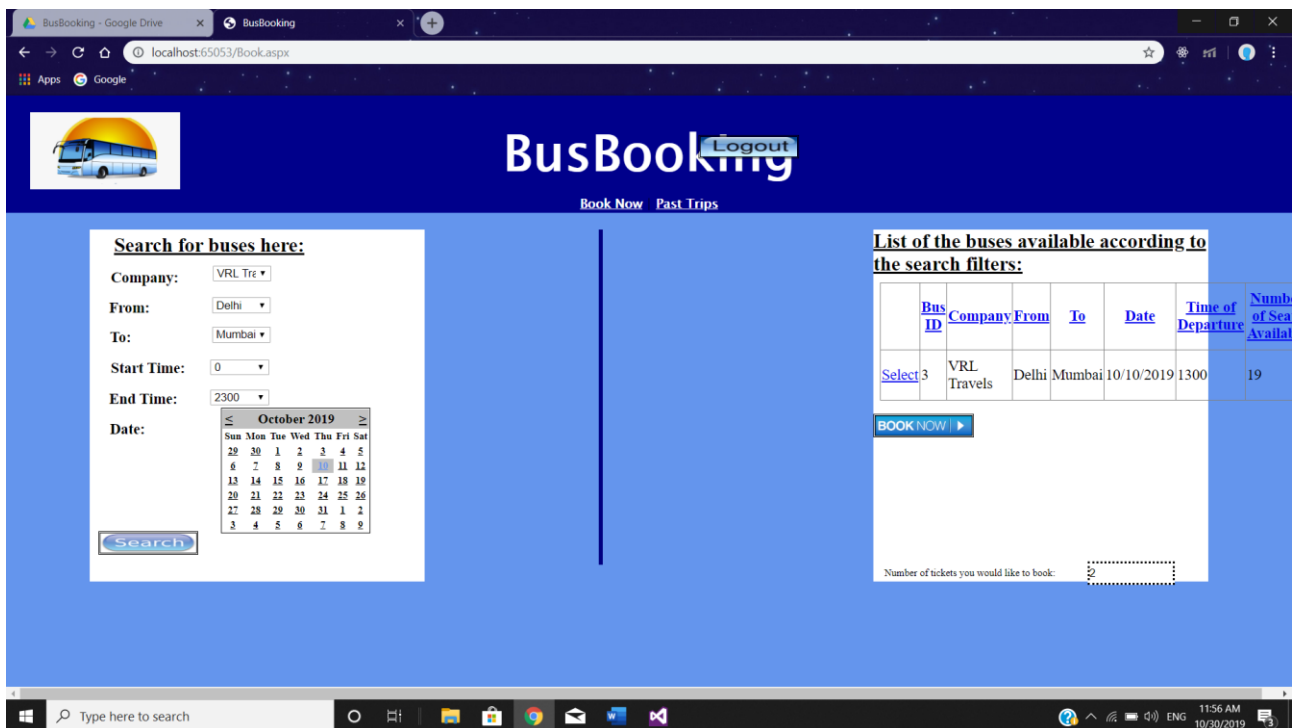 BusBooking - Google Drive
BusBooking
localhost:65053/Book.aspx
Apps
Google
BusBooking
Logout
Book Now Past Trips
Search for buses here:
Company: VRL Tra
From: Delhi
To: Mumbai
Start Time: 0
End Time: 2300
Date:
< October 2019 >
Sun Mon Tue Wed Thu Fri Sat
29 30 1 2 3 4 5
6 7 8 9 10 11 12
13 14 15 16 17 18 19
20 21 22 23 24 25 26
27 28 29 30 31 1 2
3 4 5 6 7 8 9
Search
List of the buses available according to
the search filters:
Bus ID Company From To Date Time of Departure Numbe of Sea Availab
Select 3 VRL Travels Delhi Mumbai 10/10/2019 1300 19
BOOK NOW
Number of tickets you would like to book: 2
Type here to search
ENG
11:56 AM
10/30/2019
3